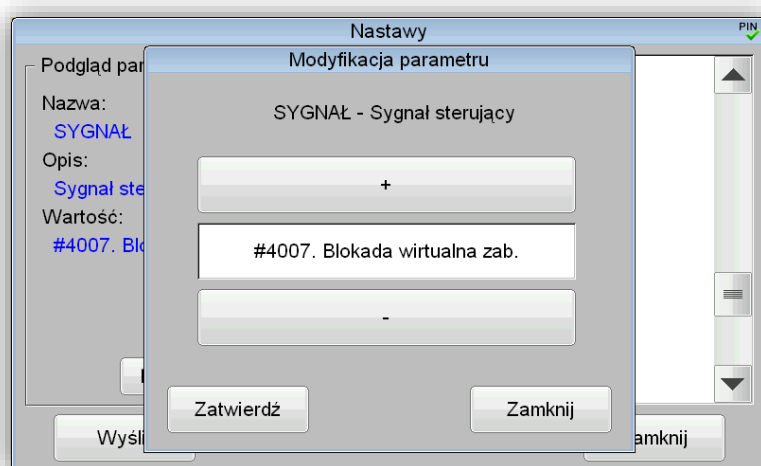 Nastawy
PIN
Modyfikacja parametru
Podgląd par
Nazwa:
SYGNAŁ
Opis:
Sygnał ste
Wartość:
#4007. Blo
SYGNAŁ - Sygnał sterujący
+
#4007. Blokada wirtualna zab.
-
Zatwierdź
Zamknij
Wyśli
amknij